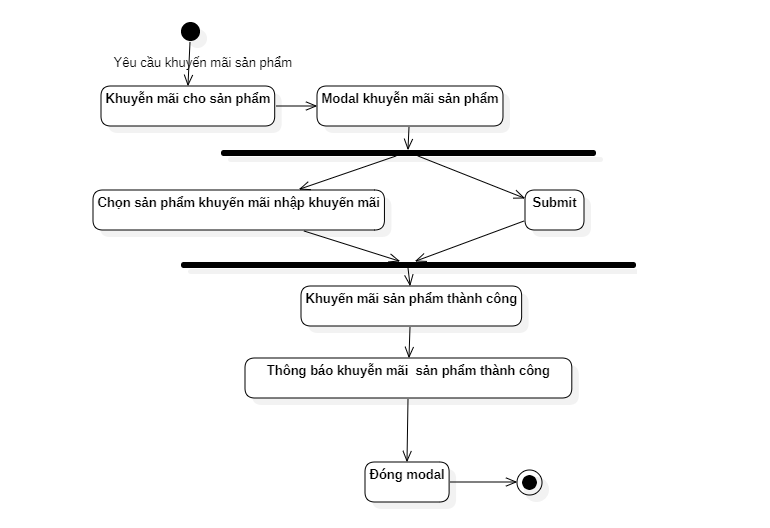 Yêu cầu khuyến mãi sản phẩm
Khuyễn mãi cho sản phẩm
Modal khuyễn mãi sản phẩm
Chọn sản phẩm khuyến mãi nhập khuyến mãi
Submit
Khuyến mãi sản phẩm thành công
Thông báo khuyễn mãi sản phẩm thành công
Đóng modal